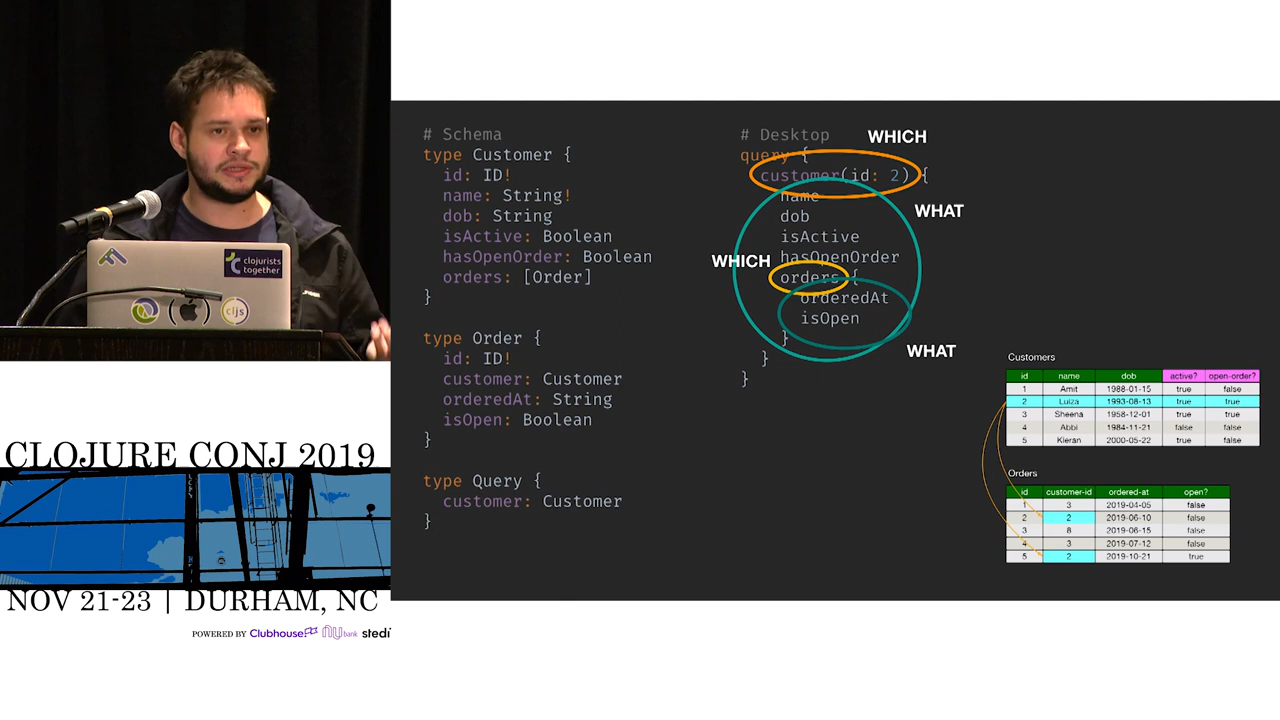 clojurists
together
cljs
CLOJURE CONJ 2019
NOV 21-23 | DURHAM, NC
POWERED BY Clubhouse nu bank stedi
# Schema
type Customer {
id: ID!
name: String!
dob: String
isActive: Boolean
hasOpenOrder: Boolean
orders: [Order]
}
type Order {
id: ID!
customer: Customer
orderedAt: String
isOpen: Boolean
}
type Query {
customer: Customer
}
# Desktop
WHICH
query {
customer(id: 2) {
name
WHAT
dob
isActive
WHICH
hasOpenOrder
orders {
orderedAt
isOpen
}
WHAT
}
}
Customers
id name dob active? open-order?
1 Amit 1988-01-15 true false
2 Luiza 1993-08-13 true true
3 Sheena 1958-12-01 true true
4 Abbi 1984-11-21 false false
5 Kieran 2000-05-22 true false
Orders
id customer-id ordered-at open?
1 3 2019-04-05 false
2 2 2019-06-10 false
3 8 2019-06-15 false
4 3 2019-07-12 false
5 2 2019-10-21 true